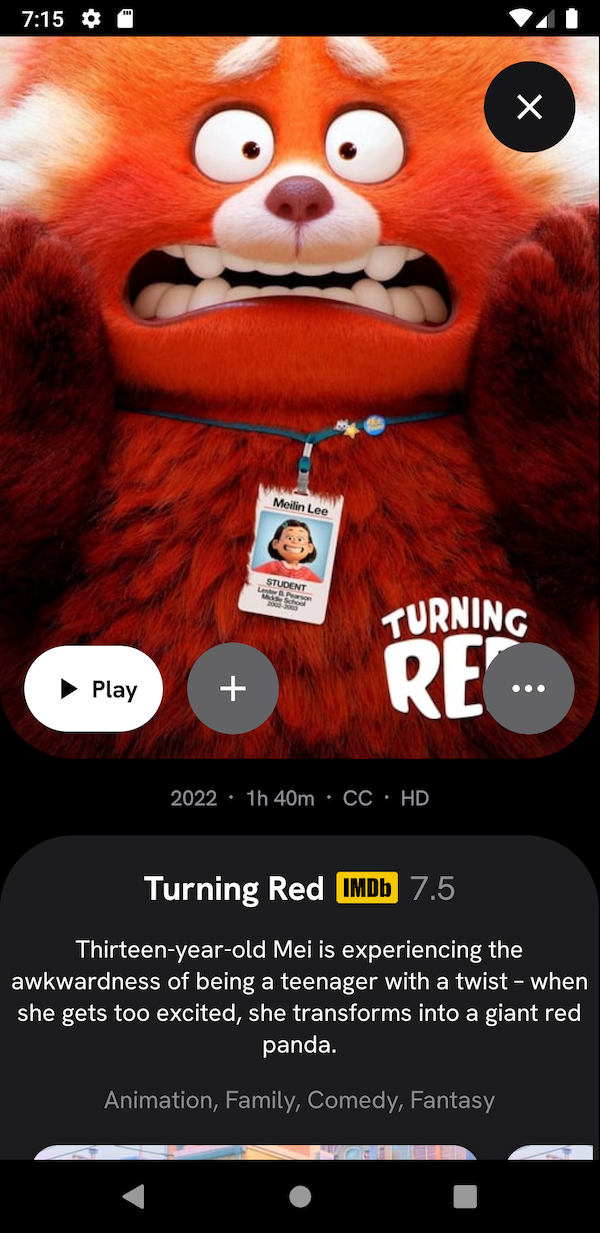 7:15
Meilin Lee
STUDENT
Lester B. Pearson
Middle School
2002-2003
TURNING
RE
Play
2022 · 1h 40m · CC · HD
Turning Red IMDb 7.5
Thirteen-year-old Mei is experiencing the
awkwardness of being a teenager with a twist – when
she gets too excited, she transforms into a giant red
panda.
Animation, Family, Comedy, Fantasy